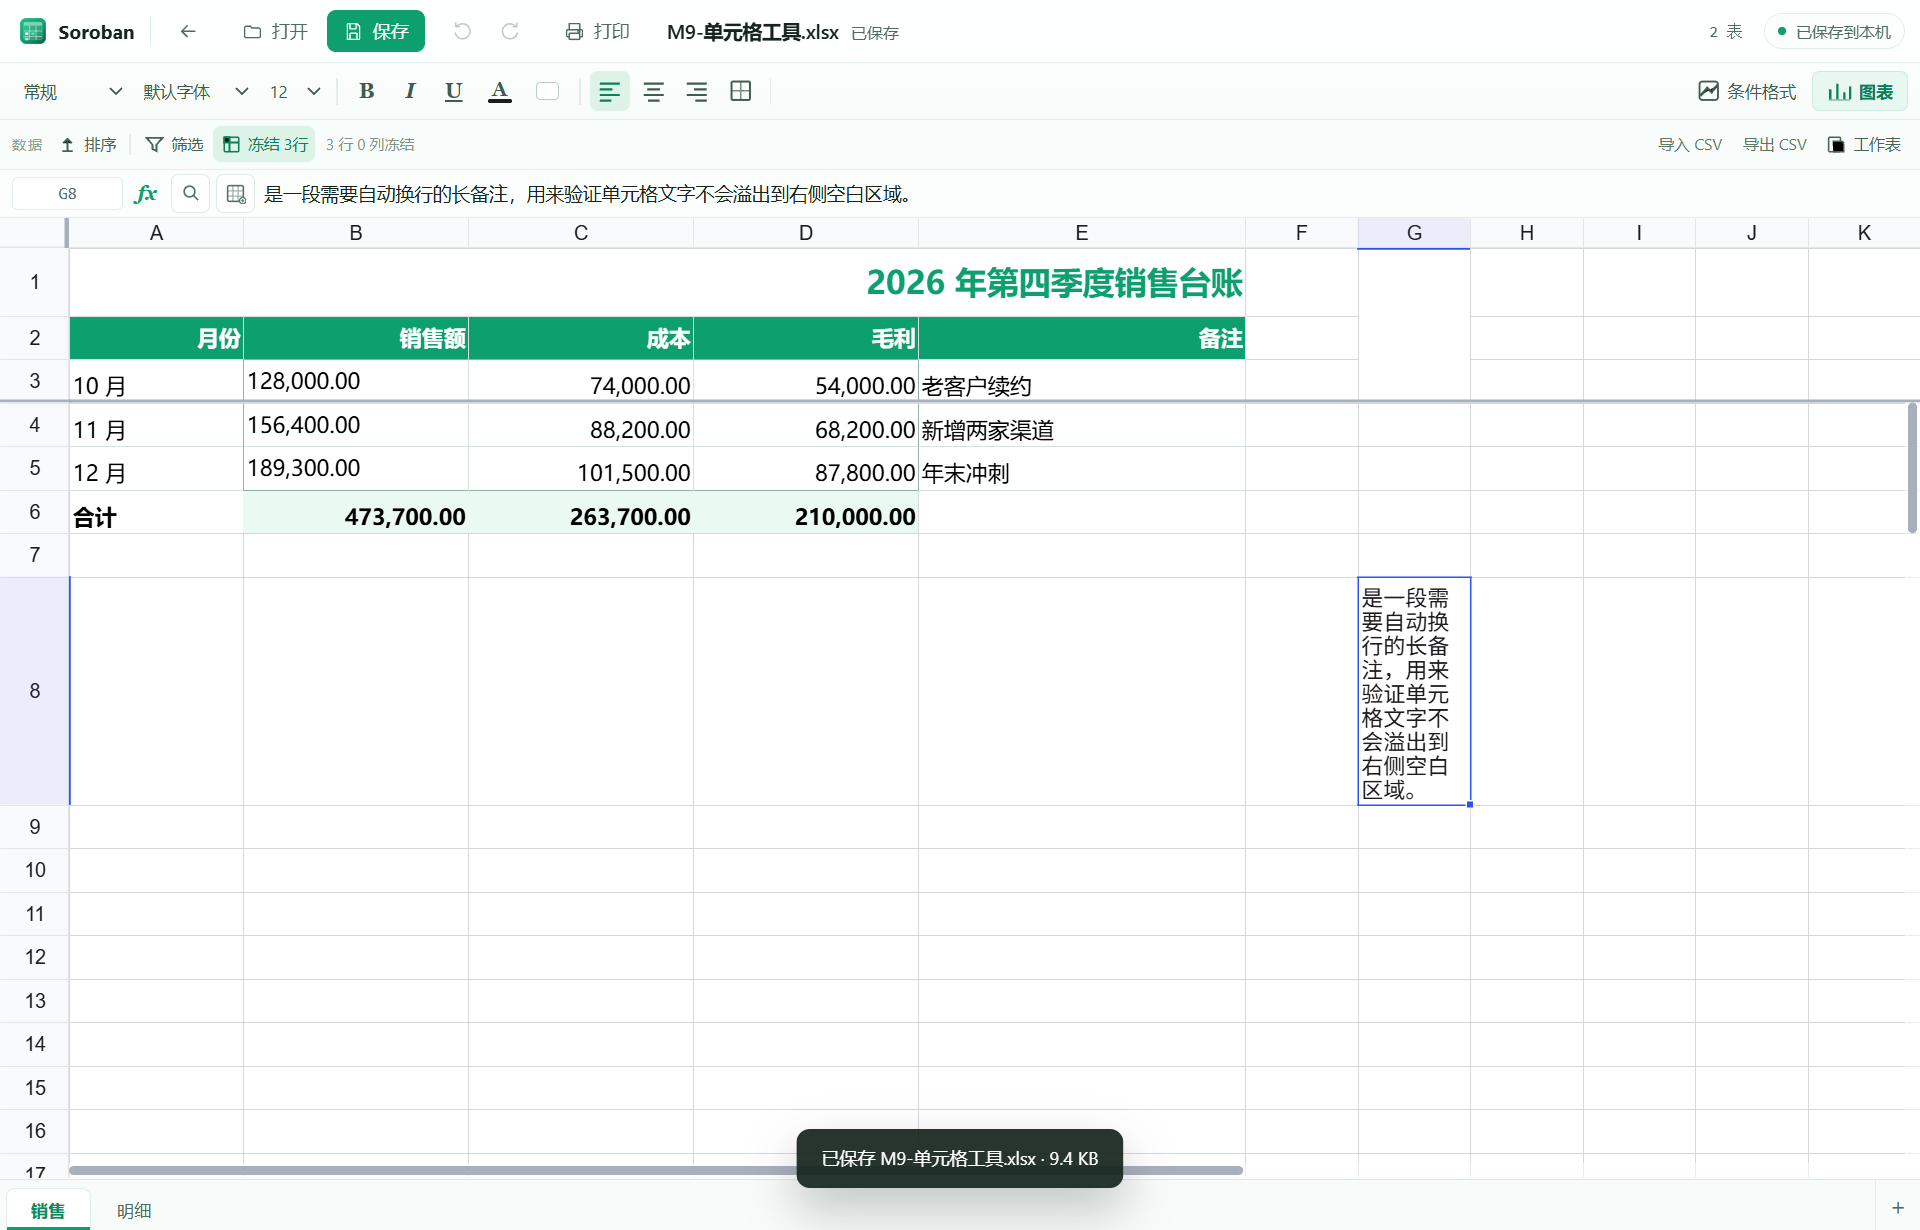 Soroban
打开
保存
打印
M9-单元格工具.xlsx 已保存
2 表
已保存到本机
常规
默认字体
12
B I U A
条件格式
图表
数据
排序
筛选
冻结 3行
3 行 0 列冻结
导入 CSV
导出 CSV
工作表
G8
fx
是一段需要自动换行的长备注，用来验证单元格文字不会溢出到右侧空白区域。
A B C D E F G H I J K
1 2026 年第四季度销售台账
2 月份 销售额 成本 毛利 备注
3 10 月 128,000.00 74,000.00 54,000.00 老客户续约
4 11 月 156,400.00 88,200.00 68,200.00 新增两家渠道
5 12 月 189,300.00 101,500.00 87,800.00 年末冲刺
6 合计 473,700.00 263,700.00 210,000.00
7
8
是一段需
要自动换
行的长备
注，用来
验证单元
格文字不
会溢出到
右侧空白
区域。
9
10
11
12
13
14
15
16
17
已保存 M9-单元格工具.xlsx · 9.4 KB
销售
明细
+